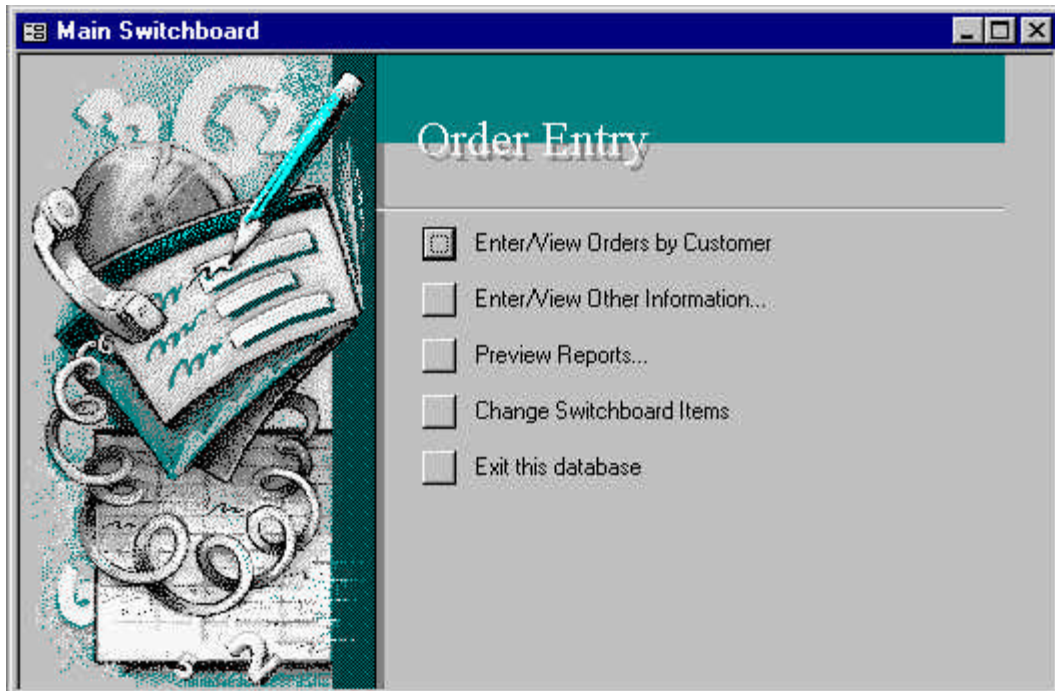 Main Switchboard
Order Entry
Enter/View Orders by Customer
Enter/View Other Information...
Preview Reports...
Change Switchboard Items
Exit this database